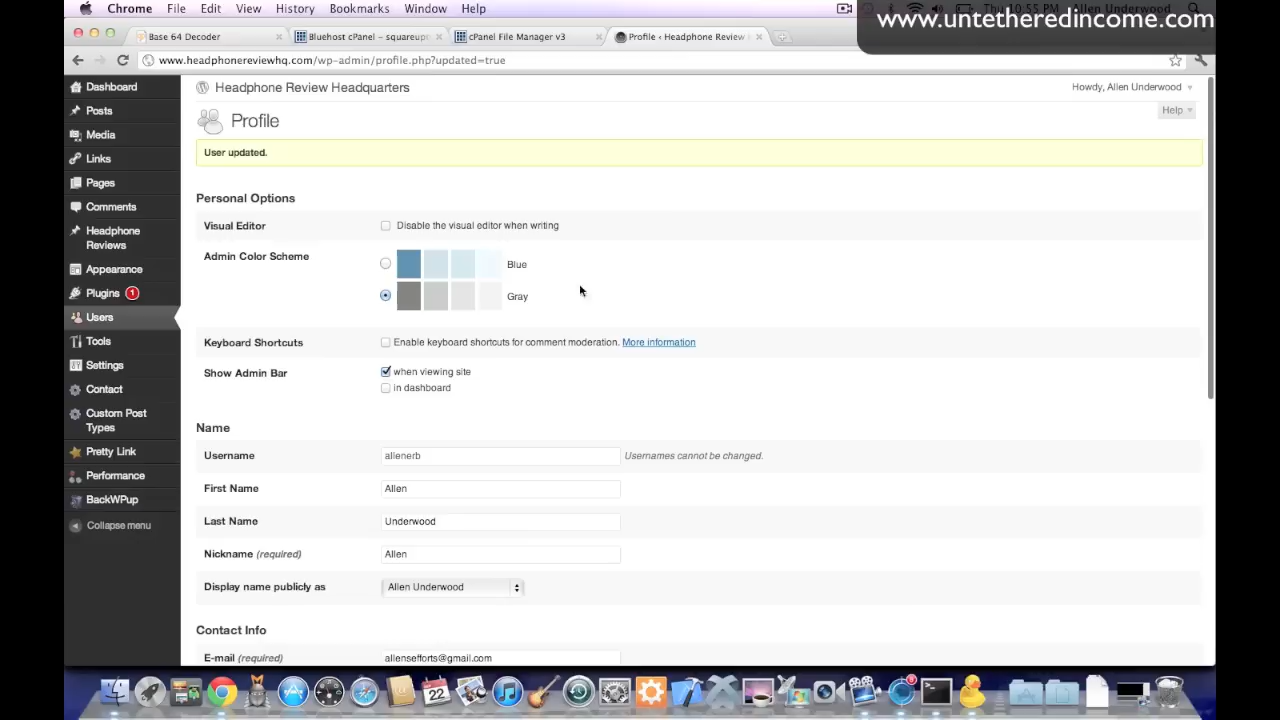 Chrome File Edit View History Bookmarks Window Help
Thu 10:55 PM Allen Underwood
www.untetheredincome.com
Base 64 Decoder
Bluehost cPanel – squareup
cPanel File Manager v3
Profile ‹ Headphone Review
www.headphonereviewhq.com/wp-admin/profile.php?updated=true
Dashboard
Posts
Media
Links
Pages
Comments
Headphone
Reviews
Appearance
Plugins 1
Users
Tools
Settings
Contact
Custom Post
Types
Pretty Link
Performance
BackWPup
Collapse menu
Headphone Review Headquarters
Howdy, Allen Underwood
Help
Profile
User updated.
Personal Options
Visual Editor Disable the visual editor when writing
Admin Color Scheme
Blue
Gray
Keyboard Shortcuts Enable keyboard shortcuts for comment moderation. More information
Show Admin Bar when viewing site
in dashboard
Name
Username allenerb Usernames cannot be changed.
First Name Allen
Last Name Underwood
Nickname (required) Allen
Display name publicly as Allen Underwood
Contact Info
E-mail (required) allensefforts@gmail.com
22